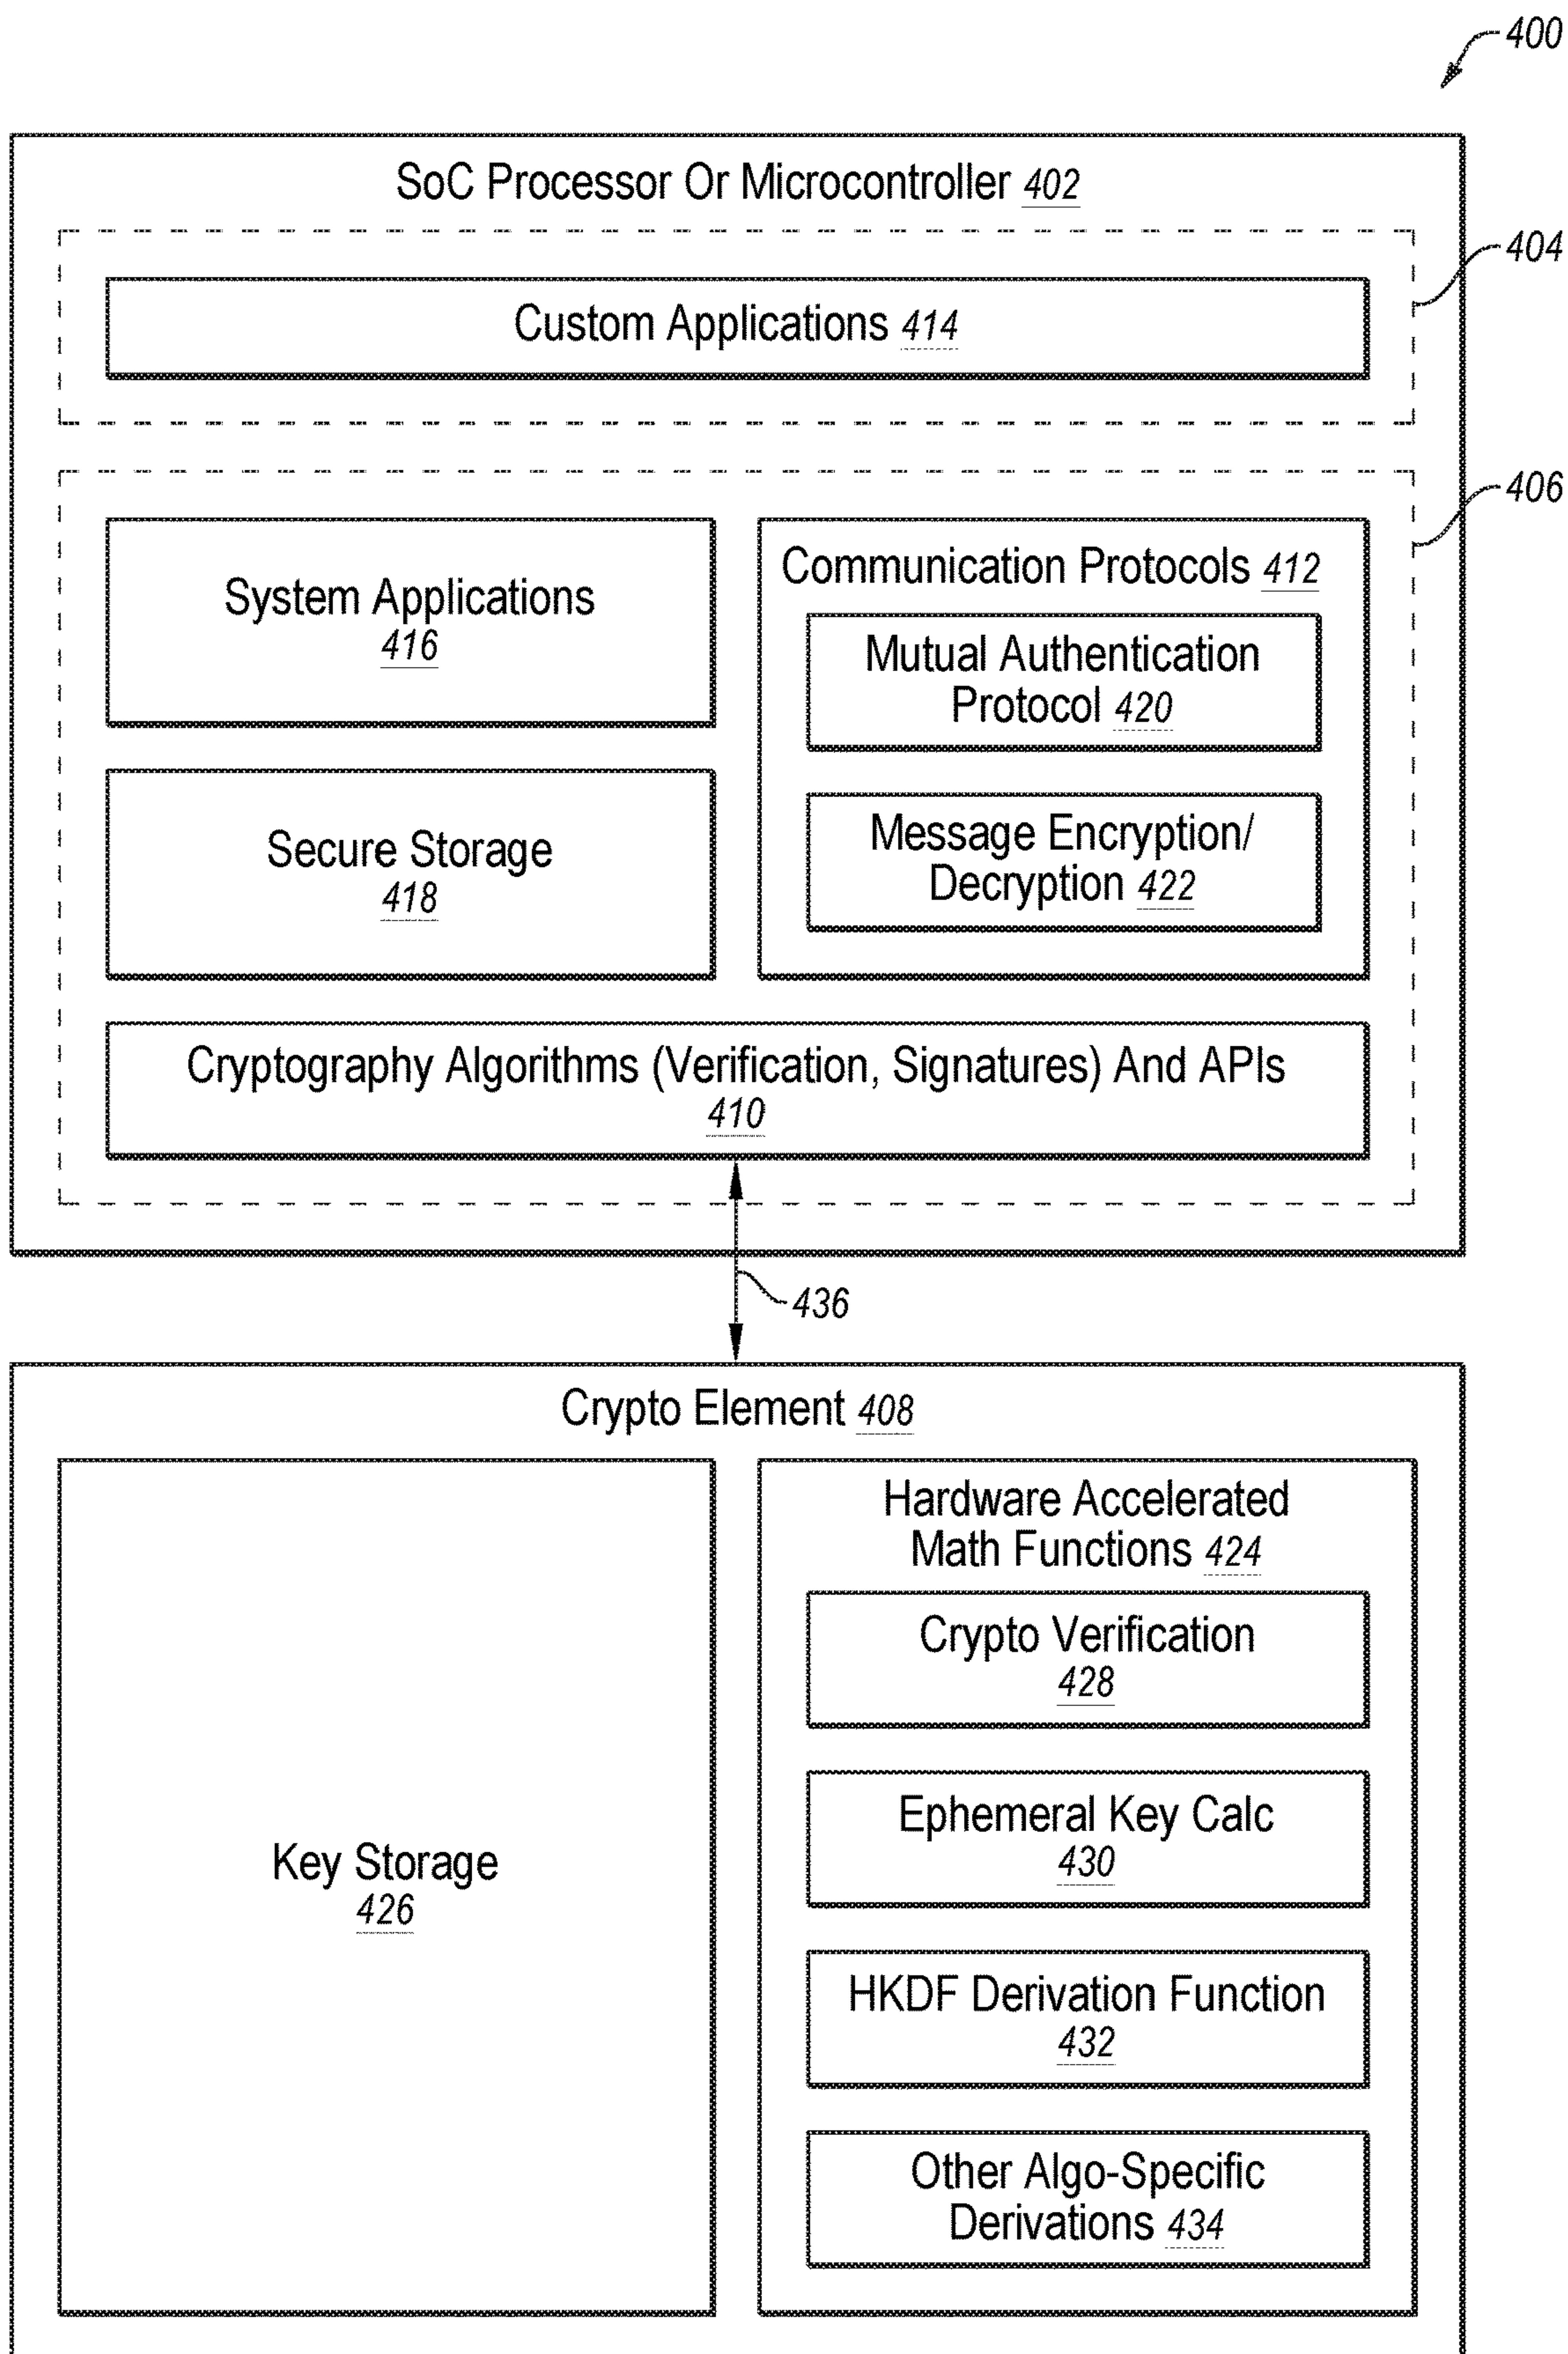 400
SoC Processor Or Microcontroller 402
404
Custom Applications 414
406
System Applications
416
Communication Protocols 412
Mutual Authentication
Protocol 420
Secure Storage
418
Message Encryption/
Decryption 422
Cryptography Algorithms (Verification, Signatures) And APIs
410
436
Crypto Element 408
Key Storage
426
Hardware Accelerated
Math Functions 424
Crypto Verification
428
Ephemeral Key Calc
430
HKDF Derivation Function
432
Other Algo-Specific
Derivations 434